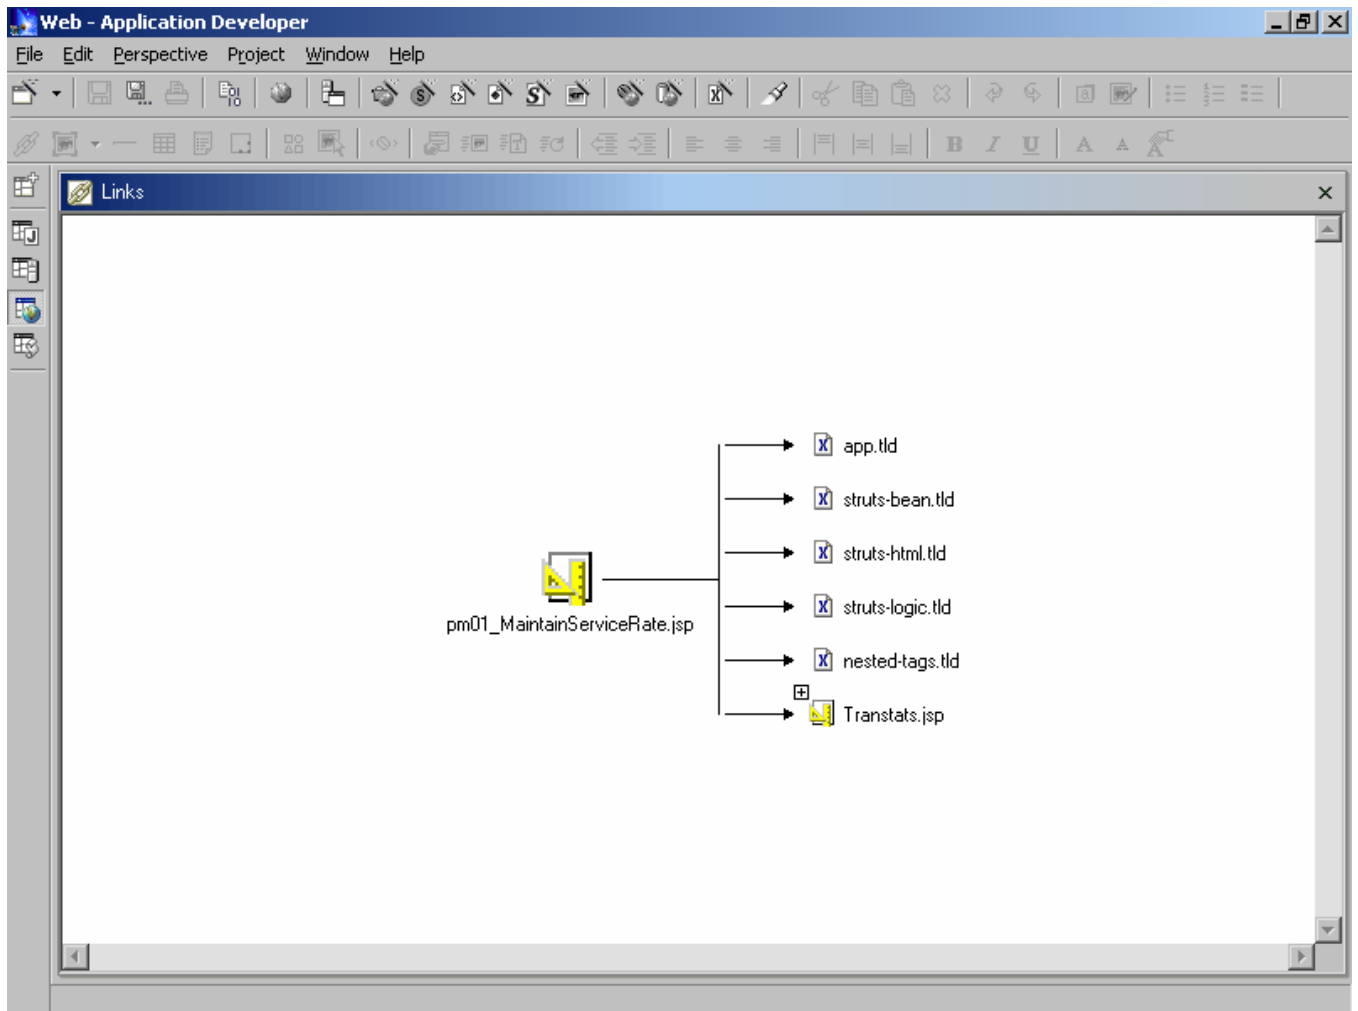 Web - Application Developer
File Edit Perspective Project Window Help
Links
app.tld
struts-bean.tld
struts-html.tld
struts-logic.tld
pm01_MaintainServiceRate.jsp
nested-tags.tld
Transtats.jsp